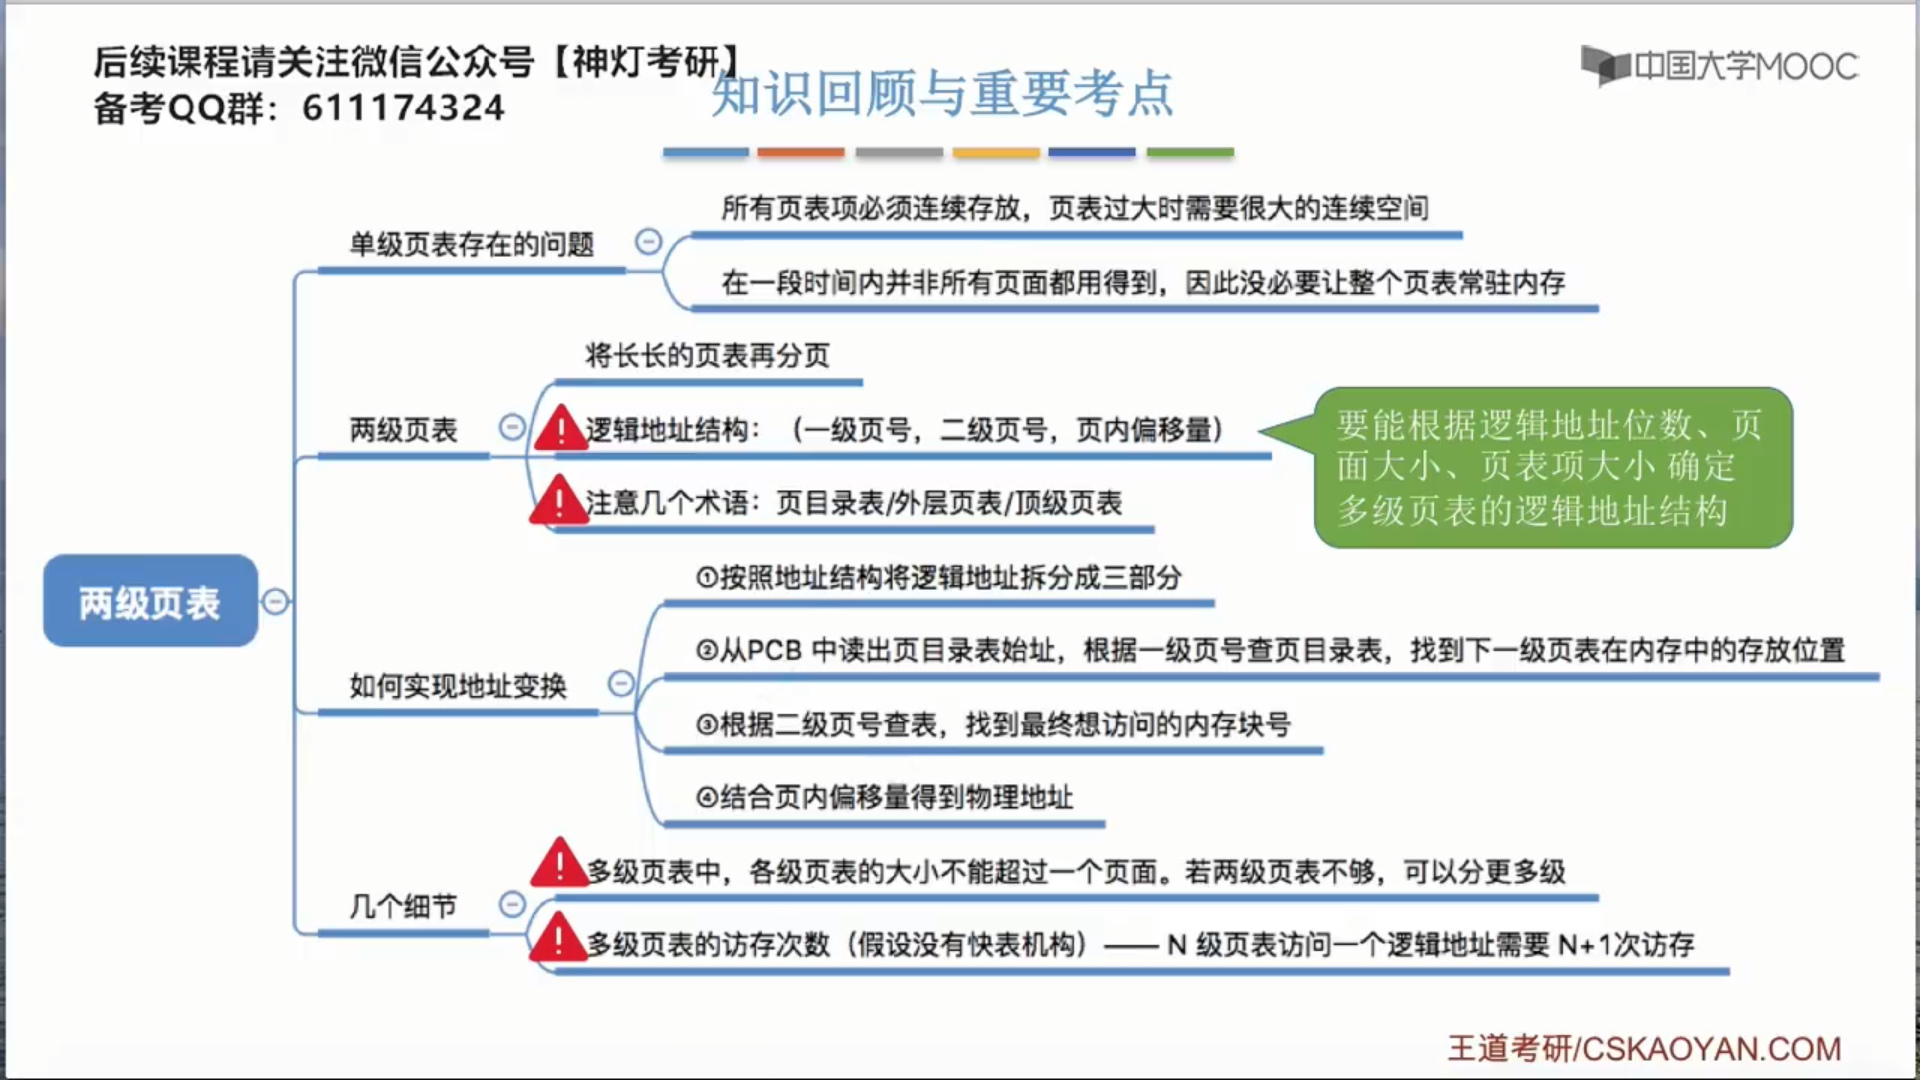 后续课程请关注微信公众号【神灯考研】
备考QQ群：611174324
知识回顾与重要考点
中国大学MOOC
所有页表项必须连续存放，页表过大时需要很大的连续空间
单级页表存在的问题
在一段时间内并非所有页面都用得到，因此没必要让整个页表常驻内存
将长长的页表再分页
两级页表
逻辑地址结构：（一级页号，二级页号，页内偏移量）
注意几个术语：页目录表/外层页表/顶级页表
要能根据逻辑地址位数、页
面大小、页表项大小 确定
多级页表的逻辑地址结构
两级页表
①按照地址结构将逻辑地址拆分成三部分
②从PCB 中读出页目录表始址，根据一级页号查页目录表，找到下一级页表在内存中的存放位置
如何实现地址变换
③根据二级页号查表，找到最终想访问的内存块号
④结合页内偏移量得到物理地址
多级页表中，各级页表的大小不能超过一个页面。若两级页表不够，可以分更多级
几个细节
多级页表的访存次数（假设没有快表机构）—— N 级页表访问一个逻辑地址需要 N+1次访存
王道考研/CSKAOYAN.COM